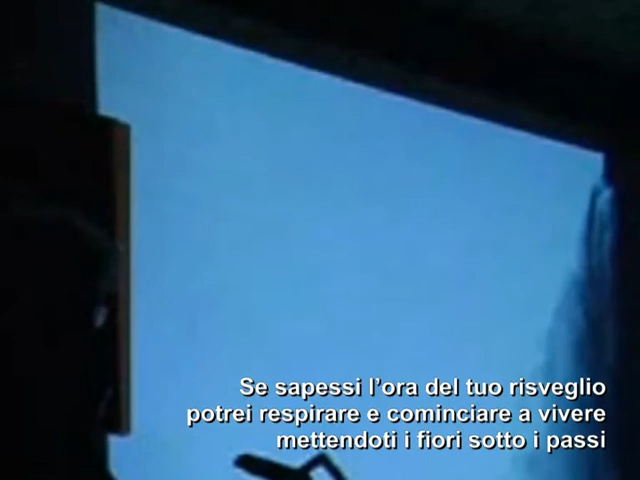 Se sapessi l'ora del tuo risveglio
potrei respirare e cominciare a vivere
mettendoti i fiori sotto i passi